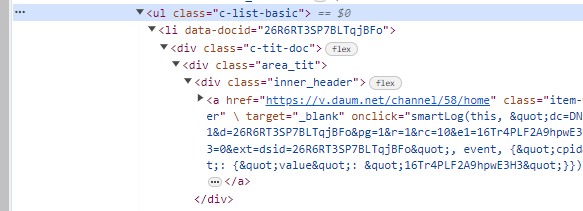 ... ▼<ul class="c-list-basic"> == $0
▼<li data-docid="26R6RT3SP7BLTqjBFo">
▼<div class="c-tit-doc"> flex
▼<div class="area_tit">
▼<div class="inner_header"> flex
▶<a href="https://v.daum.net/channel/58/home" class="item-
er" \ target="_blank" onclick="smartLog(this, &quot;dc=DN
1&d=26R6RT3SP7BLTqjBFo&pg=1&r=1&rc=10&e1=16Tr4PLF2A9hpwE3
3=0&ext=dsid=26R6RT3SP7BLTqjBFo&quot;, event, {&quot;cpid
t;: {&quot;value&quot;: &quot;16Tr4PLF2A9hpwE3H3&quot;}})
... </a>
</div>